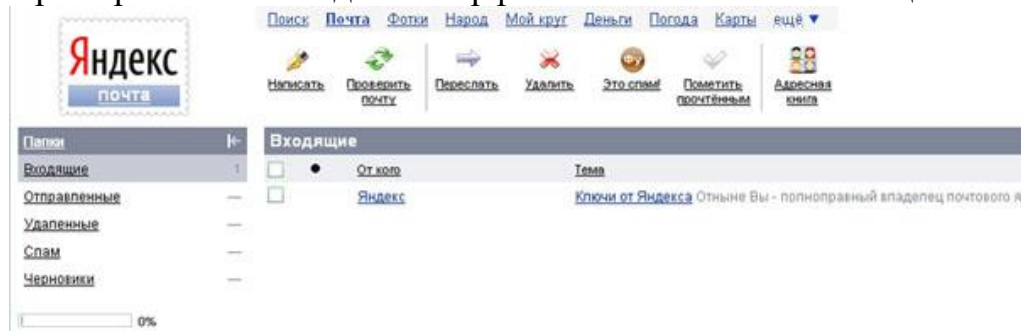 Поиск Почта Фотки Народ Мой круг Деньги Погода Карты ещё ▼
Яндекс
почта
Написать Проверить почту Переслать Удалить Это спам! Пометить прочтённым Адресная книга
Папки
Входящие 1
Отправленные —
Удаленные —
Спам —
Черновики —
0%
Входящие
От кого Тема
Яндекс Ключи от Яндекса Отныне Вы - полноправный владелец почтового